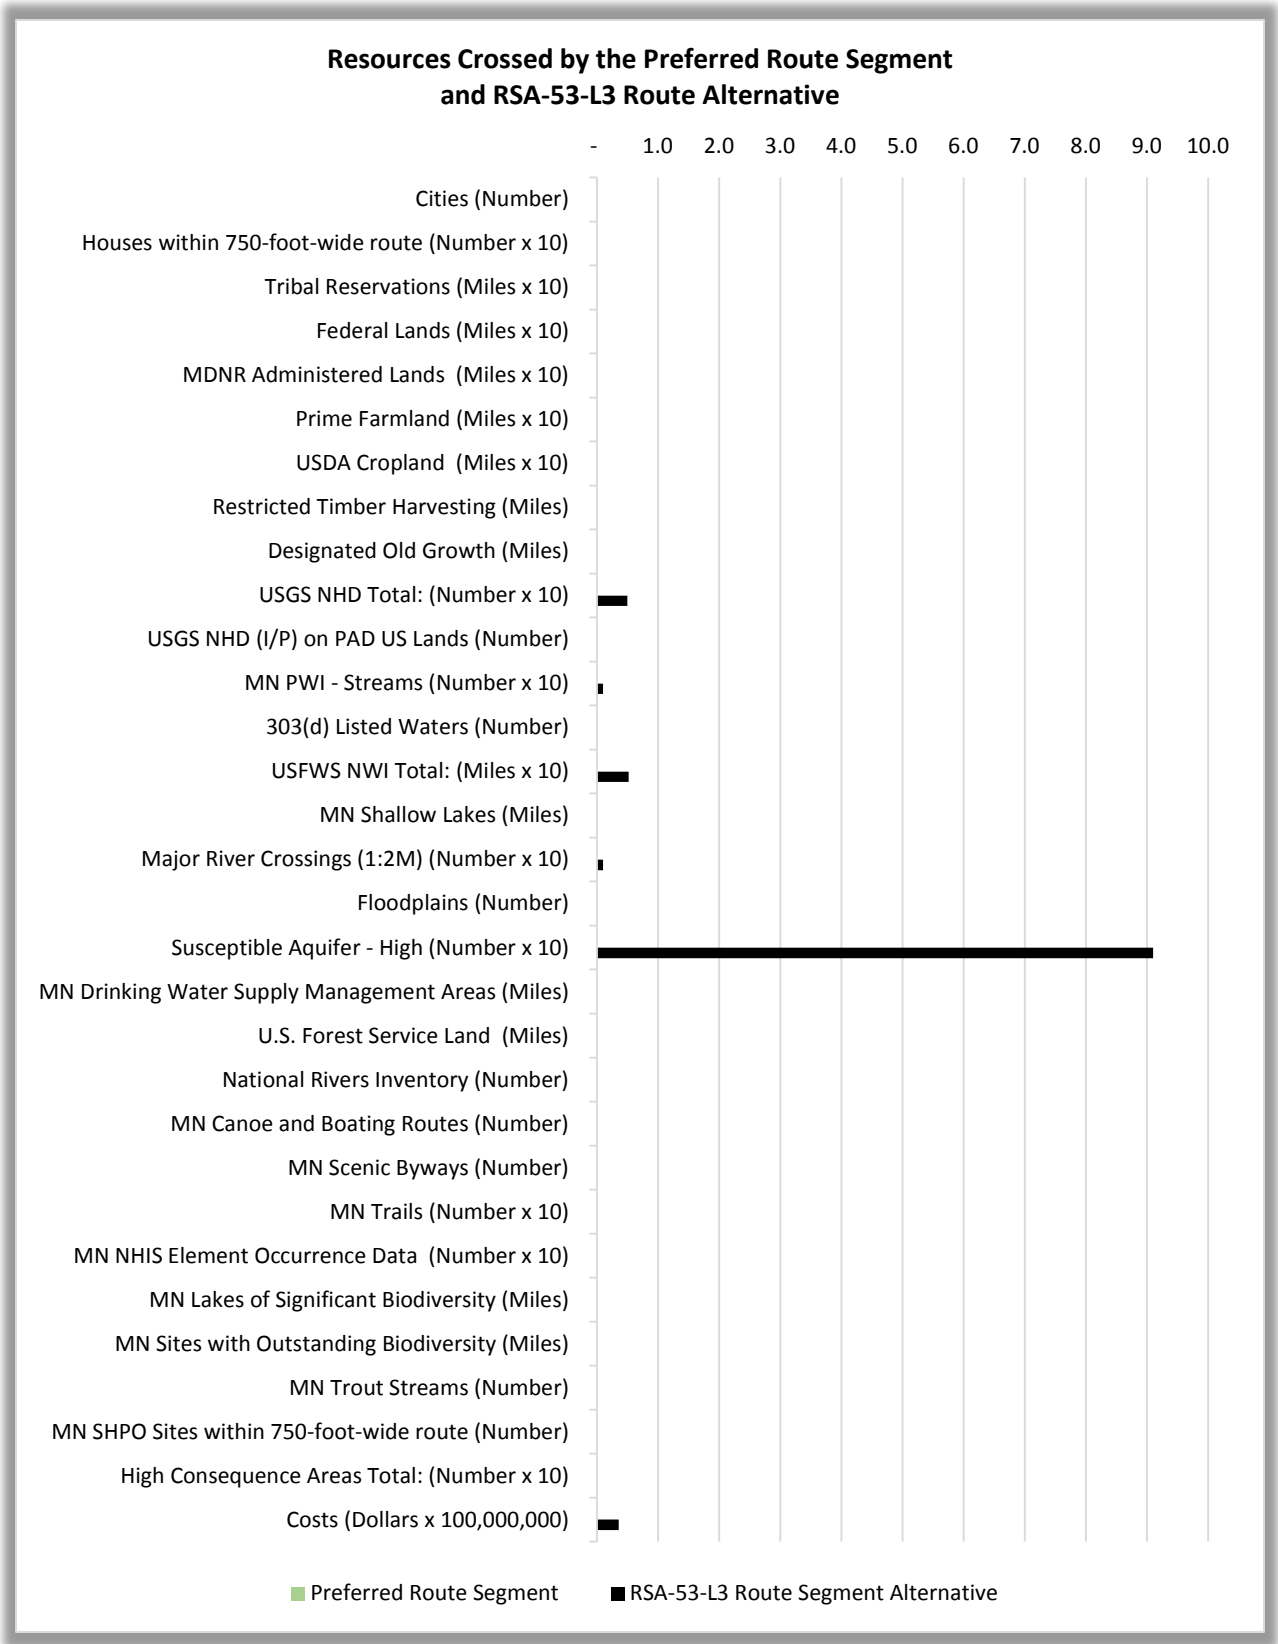 Resources Crossed by the Preferred Route Segment
and RSA-53-L3 Route Alternative
- 1.0 2.0 3.0 4.0 5.0 6.0 7.0 8.0 9.0 10.0
Cities (Number)
Houses within 750-foot-wide route (Number x 10)
Tribal Reservations (Miles x 10)
Federal Lands (Miles x 10)
MDNR Administered Lands  (Miles x 10)
Prime Farmland (Miles x 10)
USDA Cropland  (Miles x 10)
Restricted Timber Harvesting (Miles)
Designated Old Growth (Miles)
USGS NHD Total: (Number x 10)
USGS NHD (I/P) on PAD US Lands (Number)
MN PWI - Streams (Number x 10)
303(d) Listed Waters (Number)
USFWS NWI Total: (Miles x 10)
MN Shallow Lakes (Miles)
Major River Crossings (1:2M) (Number x 10)
Floodplains (Number)
Susceptible Aquifer - High (Number x 10)
MN Drinking Water Supply Management Areas (Miles)
U.S. Forest Service Land  (Miles)
National Rivers Inventory (Number)
MN Canoe and Boating Routes (Number)
MN Scenic Byways (Number)
MN Trails (Number x 10)
MN NHIS Element Occurrence Data  (Number x 10)
MN Lakes of Significant Biodiversity (Miles)
MN Sites with Outstanding Biodiversity (Miles)
MN Trout Streams (Number)
MN SHPO Sites within 750-foot-wide route (Number)
High Consequence Areas Total: (Number x 10)
Costs (Dollars x 100,000,000)
Preferred Route Segment RSA-53-L3 Route Segment Alternative